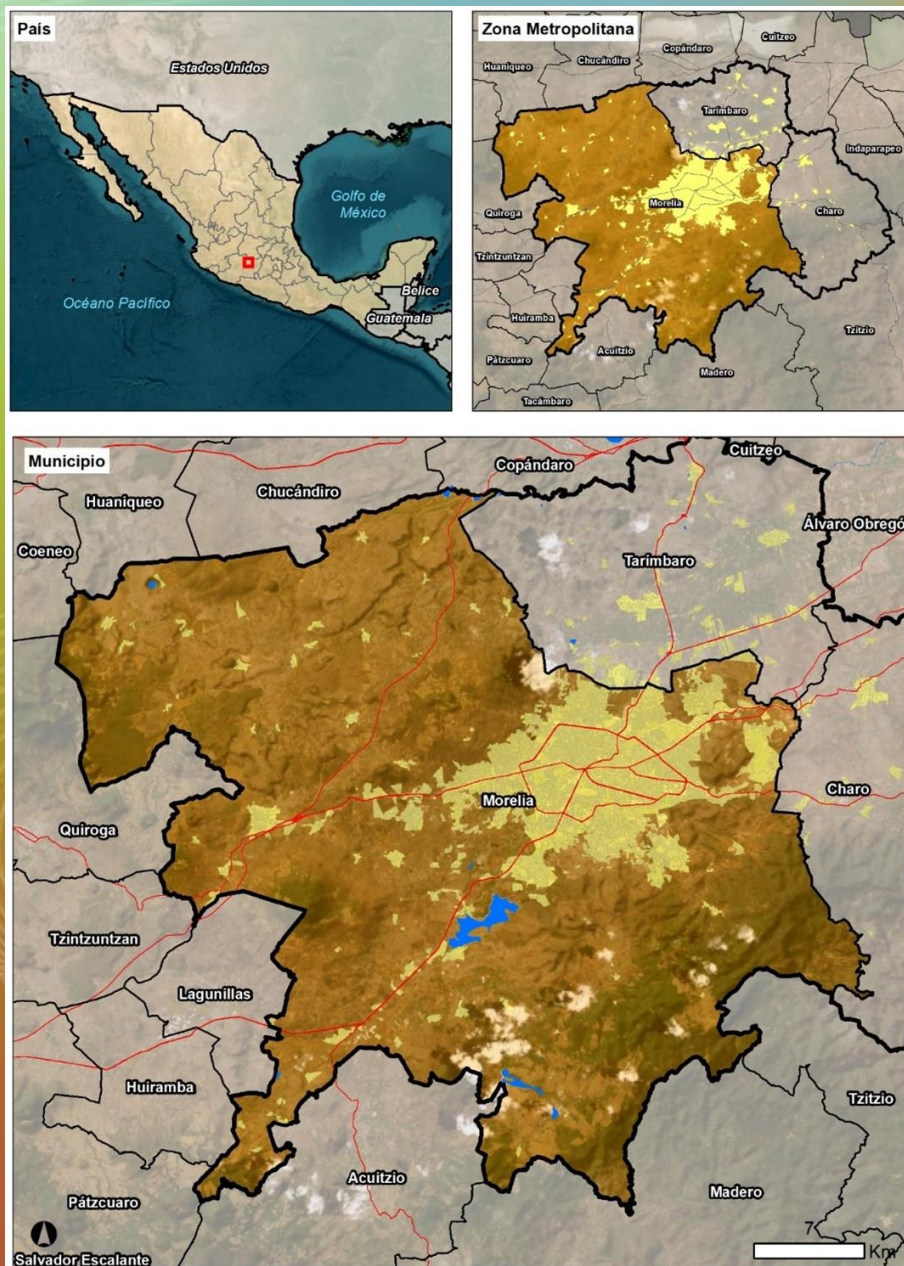 País
Estados Unidos
Golfo de
México
Océano Pacífico
Belice
Guatemala
Zona Metropolitana
Cuitzeo
Copándaro
Chucándiro
Huaniqueo
Tarímbaro
Indaparapeo
Morelia
Quiroga
Charo
Tzintzuntzan
Huiramba
Tzitzio
Acuitzio
Pátzcuaro
Madero
Tacámbaro
Municipio
Cuitzeo
Copándaro
Chucándiro
Huaniqueo
Álvaro Obregó
Coeneo
Tarímbaro
Charo
Morelia
Quiroga
Tzintzuntzan
Lagunillas
Huiramba
Tzitzio
Acuitzio
Madero
Pátzcuaro
7
Km
Salvador Escalante